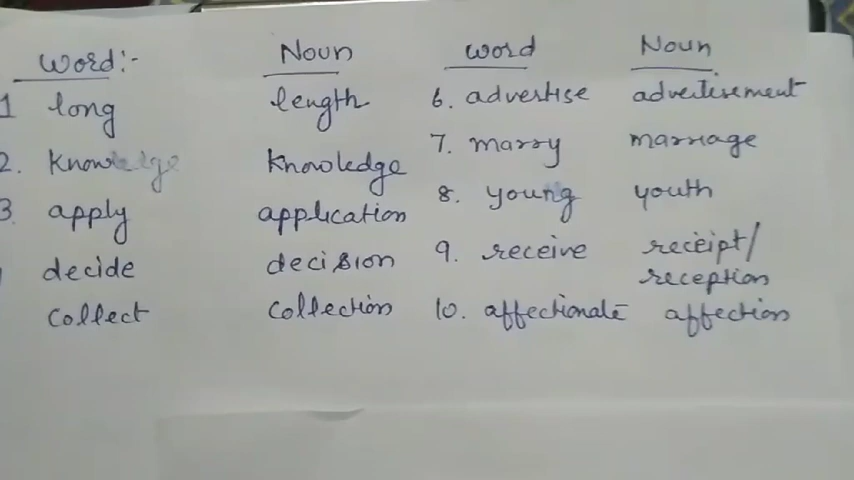 Word:- Noun word Noun
1 long length 6. advertise advertisement
2. Know knowledge 7. marry marriage
3. apply application 8. young youth
decide decision 9. receive receipt/
reception
collect collection 10. affectionate affection